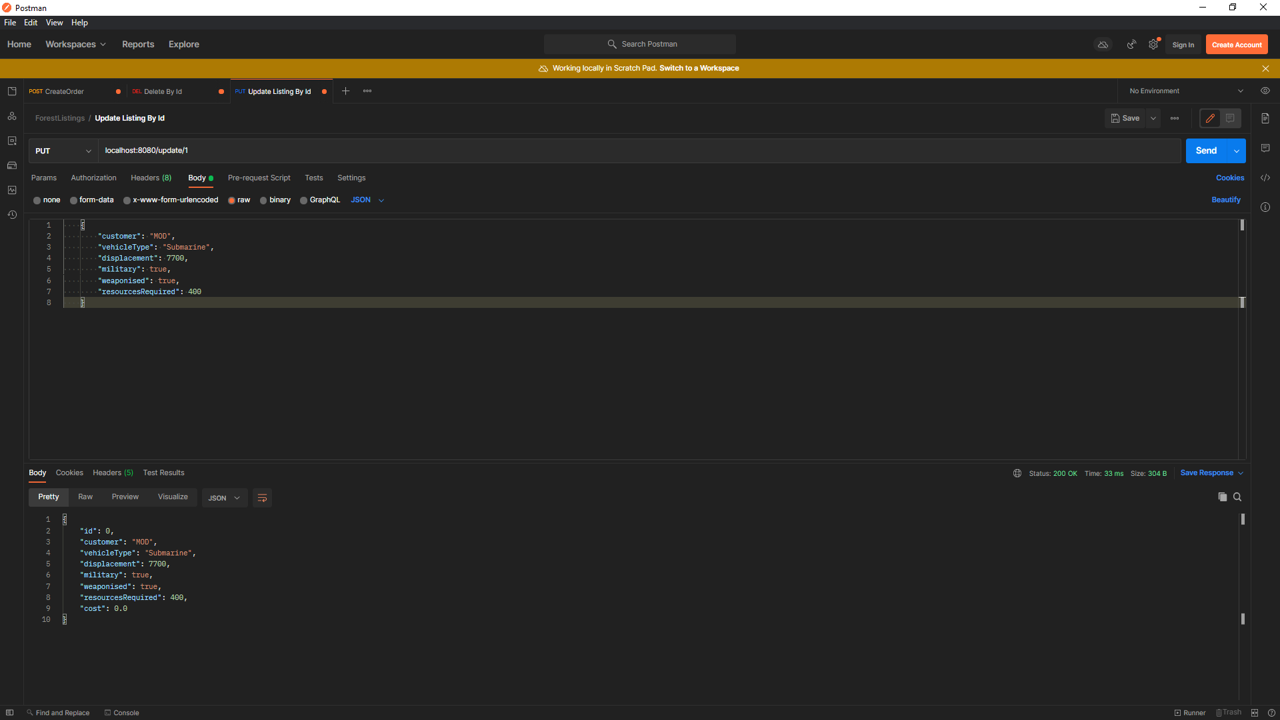 Postman
File Edit View Help
Home Workspaces Reports Explore Search Postman Sign In Create Account
Working locally in Scratch Pad. Switch to a Workspace
POST CreateOrder DEL Delete By Id PUT Update Listing By Id No Environment
ForestListings / Update Listing By Id Save
PUT localhost:8080/update/1 Send
Params Authorization Headers (8) Body Pre-request Script Tests Settings Cookies
none form-data x-www-form-urlencoded raw binary GraphQL JSON Beautify
1 {
2 "customer": "MOD",
3 "vehicleType": "Submarine",
4 "displacement": 7700,
5 "military": true,
6 "weaponised": true,
7 "resourcesRequired": 400
8 }
Body Cookies Headers (5) Test Results Status: 200 OK Time: 33 ms Size: 304 B Save Response
Pretty Raw Preview Visualize JSON
1 {
2 "id": 0,
3 "customer": "MOD",
4 "vehicleType": "Submarine",
5 "displacement": 7700,
6 "military": true,
7 "weaponised": true,
8 "resourcesRequired": 400,
9 "cost": 0.0
10 }
Find and Replace Console Runner Trash